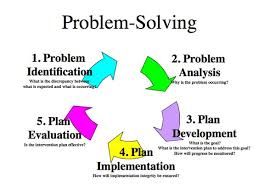 Problem-Solving
1. Problem
Identification
What is the discrepancy between
what is expected and what is occurring?
2. Problem
Analysis
Why is the problem occurring?
3. Plan
Development
What is the goal?
What is the intervention plan to address this goal?
How will progress be monitored?
4. Plan
Implementation
How will implementation integrity be ensured?
5. Plan
Evaluation
Is the intervention plan effective?